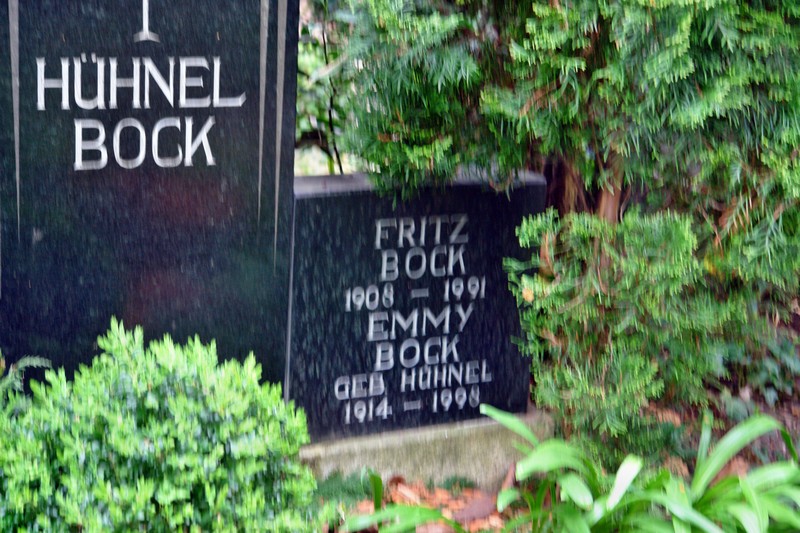 HÜHNEL
BOCK
FRITZ
BOCK
1908 – 1991
EMMY
BOCK
GEB HÜHNEL
1914 – 1998